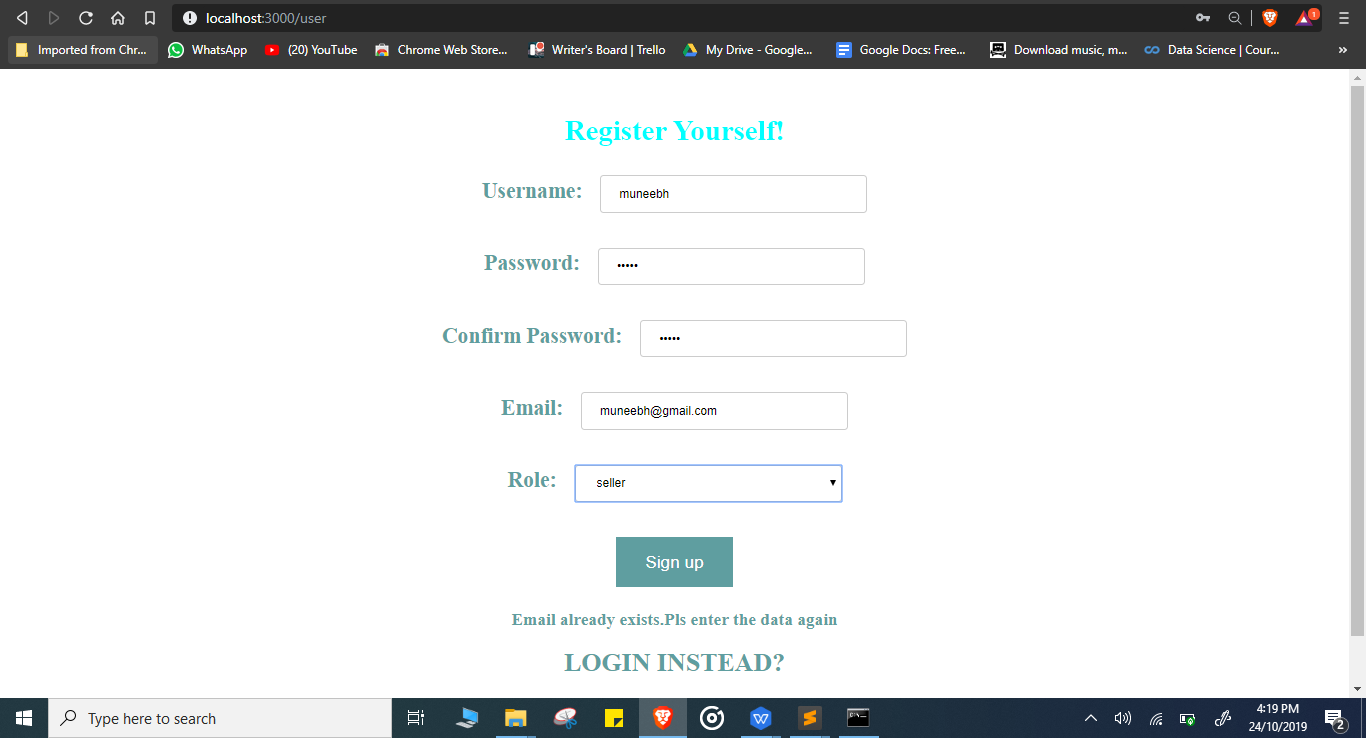 localhost:3000/user
1
Imported from Chr...
WhatsApp
(20) YouTube
Chrome Web Store...
Writer's Board | Trello
My Drive - Google...
Google Docs: Free...
Download music, m...
Data Science | Cour...
»
Register Yourself!
Username: muneebh
Password: •••••
Confirm Password: •••••
Email: muneebh@gmail.com
Role: seller
Sign up
Email already exists.Pls enter the data again
LOGIN INSTEAD?
Type here to search
4:19 PM
24/10/2019
2